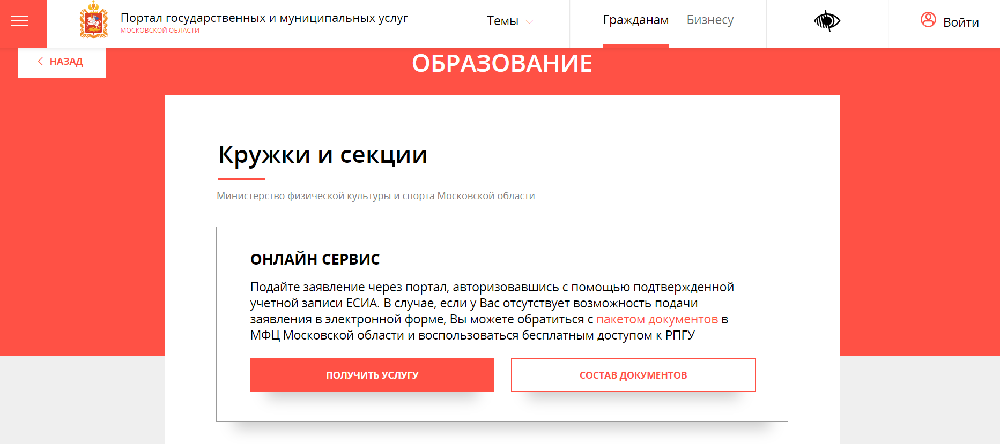 Портал государственных и муниципальных услуг
МОСКОВСКОЙ ОБЛАСТИ
Темы
Гражданам
Бизнесу
Войти
НАЗАД
ОБРАЗОВАНИЕ
Кружки и секции
Министерство физической культуры и спорта Московской области
ОНЛАЙН СЕРВИС
Подайте заявление через портал, авторизовавшись с помощью подтвержденной
учетной записи ЕСИА. В случае, если у Вас отсутствует возможность подачи
заявления в электронной форме, Вы можете обратиться с пакетом документов в
МФЦ Московской области и воспользоваться бесплатным доступом к РПГУ
ПОЛУЧИТЬ УСЛУГУ
СОСТАВ ДОКУМЕНТОВ